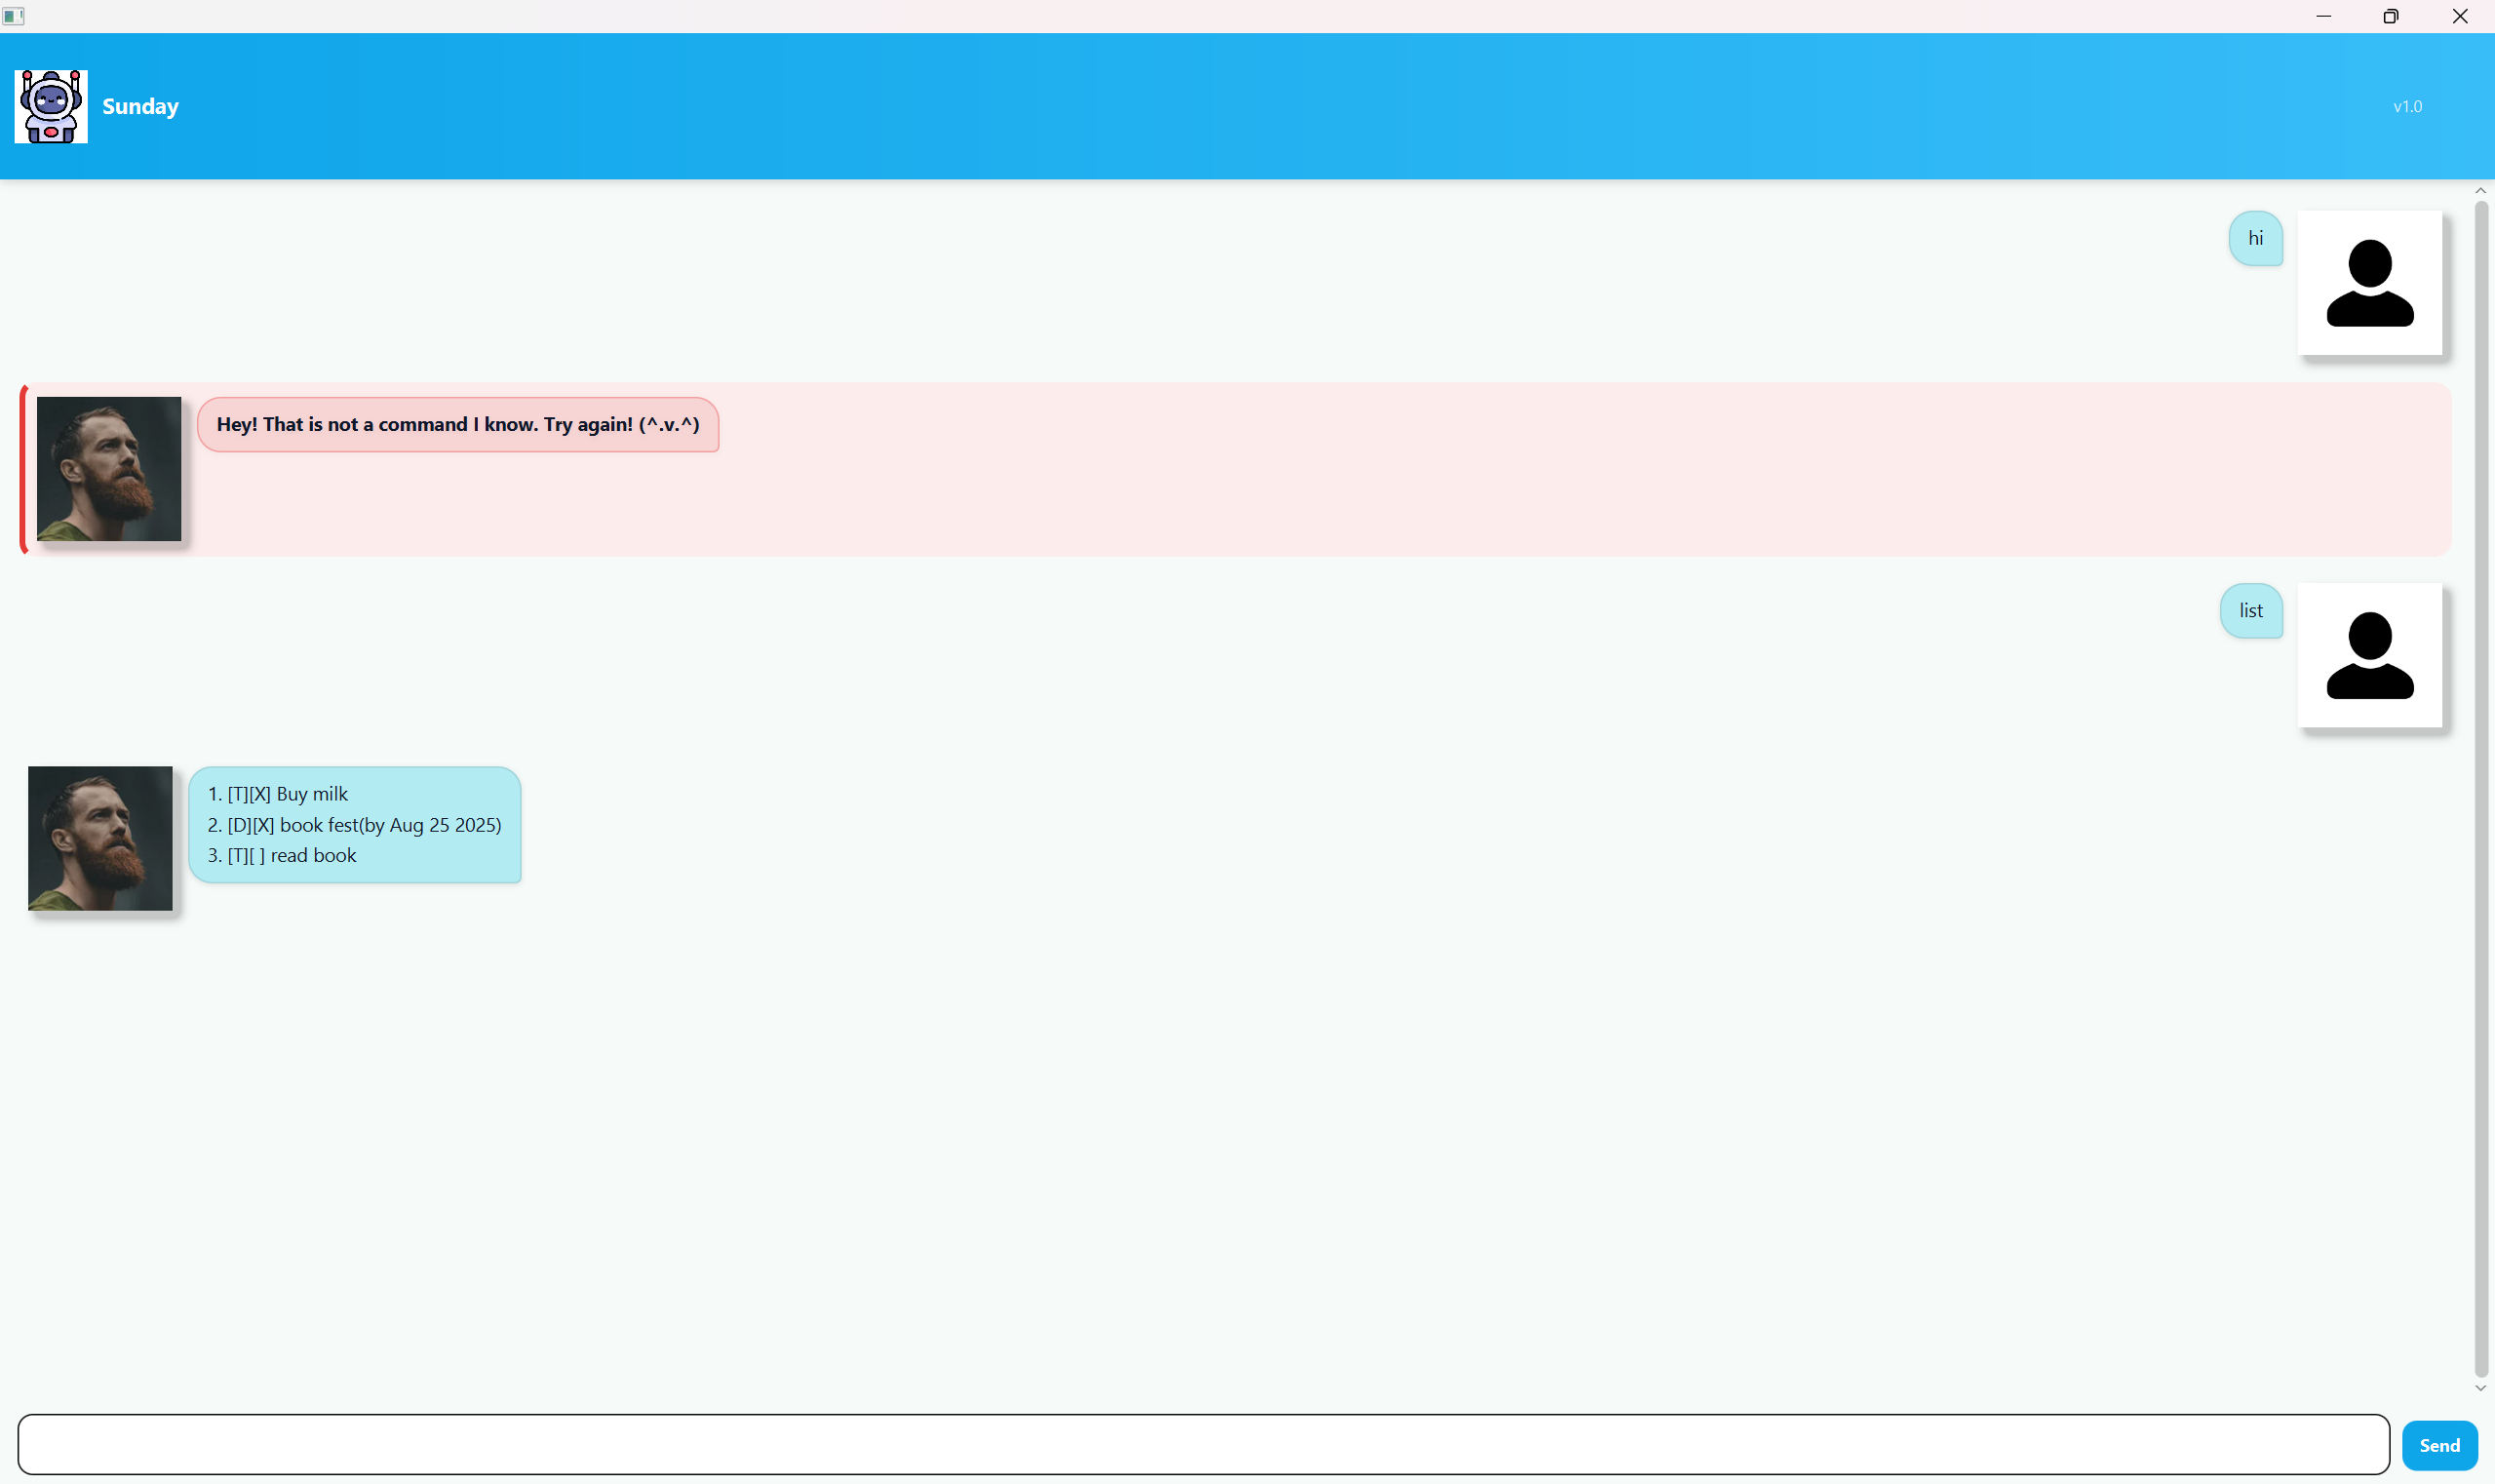 Sunday
v1.0
hi
Hey! That is not a command I know. Try again! (^.v.^)
list
1. [T][X] Buy milk
2. [D][X] book fest(by Aug 25 2025)
3. [T][ ] read book
Send